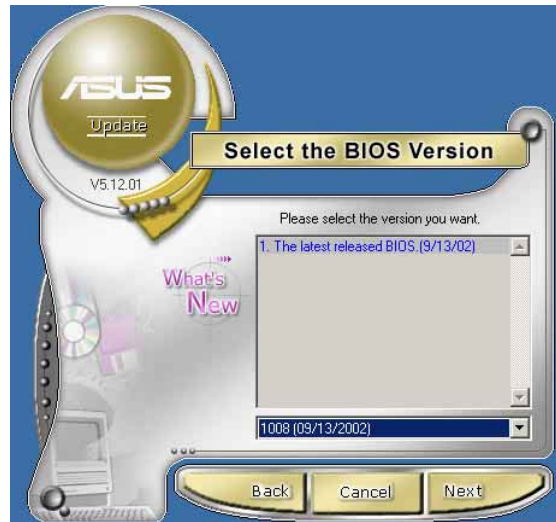 ASUS
Update
V5.12.01
Select the BIOS Version
Please select the version you want.
1. The latest released BIOS.(9/13/02)
What's
New
1008 (09/13/2002)
Back
Cancel
Next